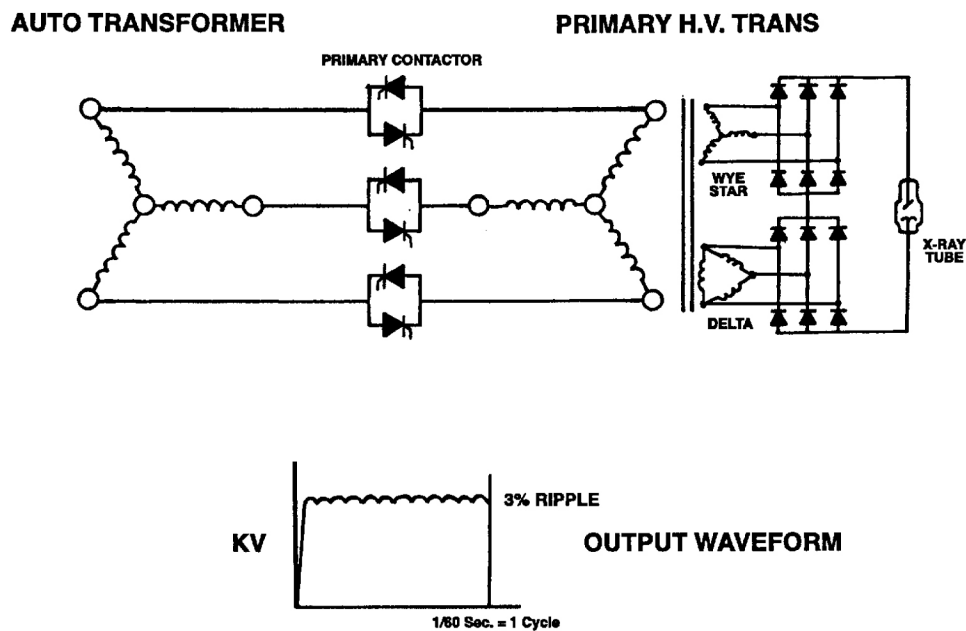 AUTO TRANSFORMER
PRIMARY H.V. TRANS
PRIMARY CONTACTOR
WYE
STAR
X-RAY
TUBE
DELTA
3% RIPPLE
KV
OUTPUT WAVEFORM
1/60 Sec. = 1 Cycle